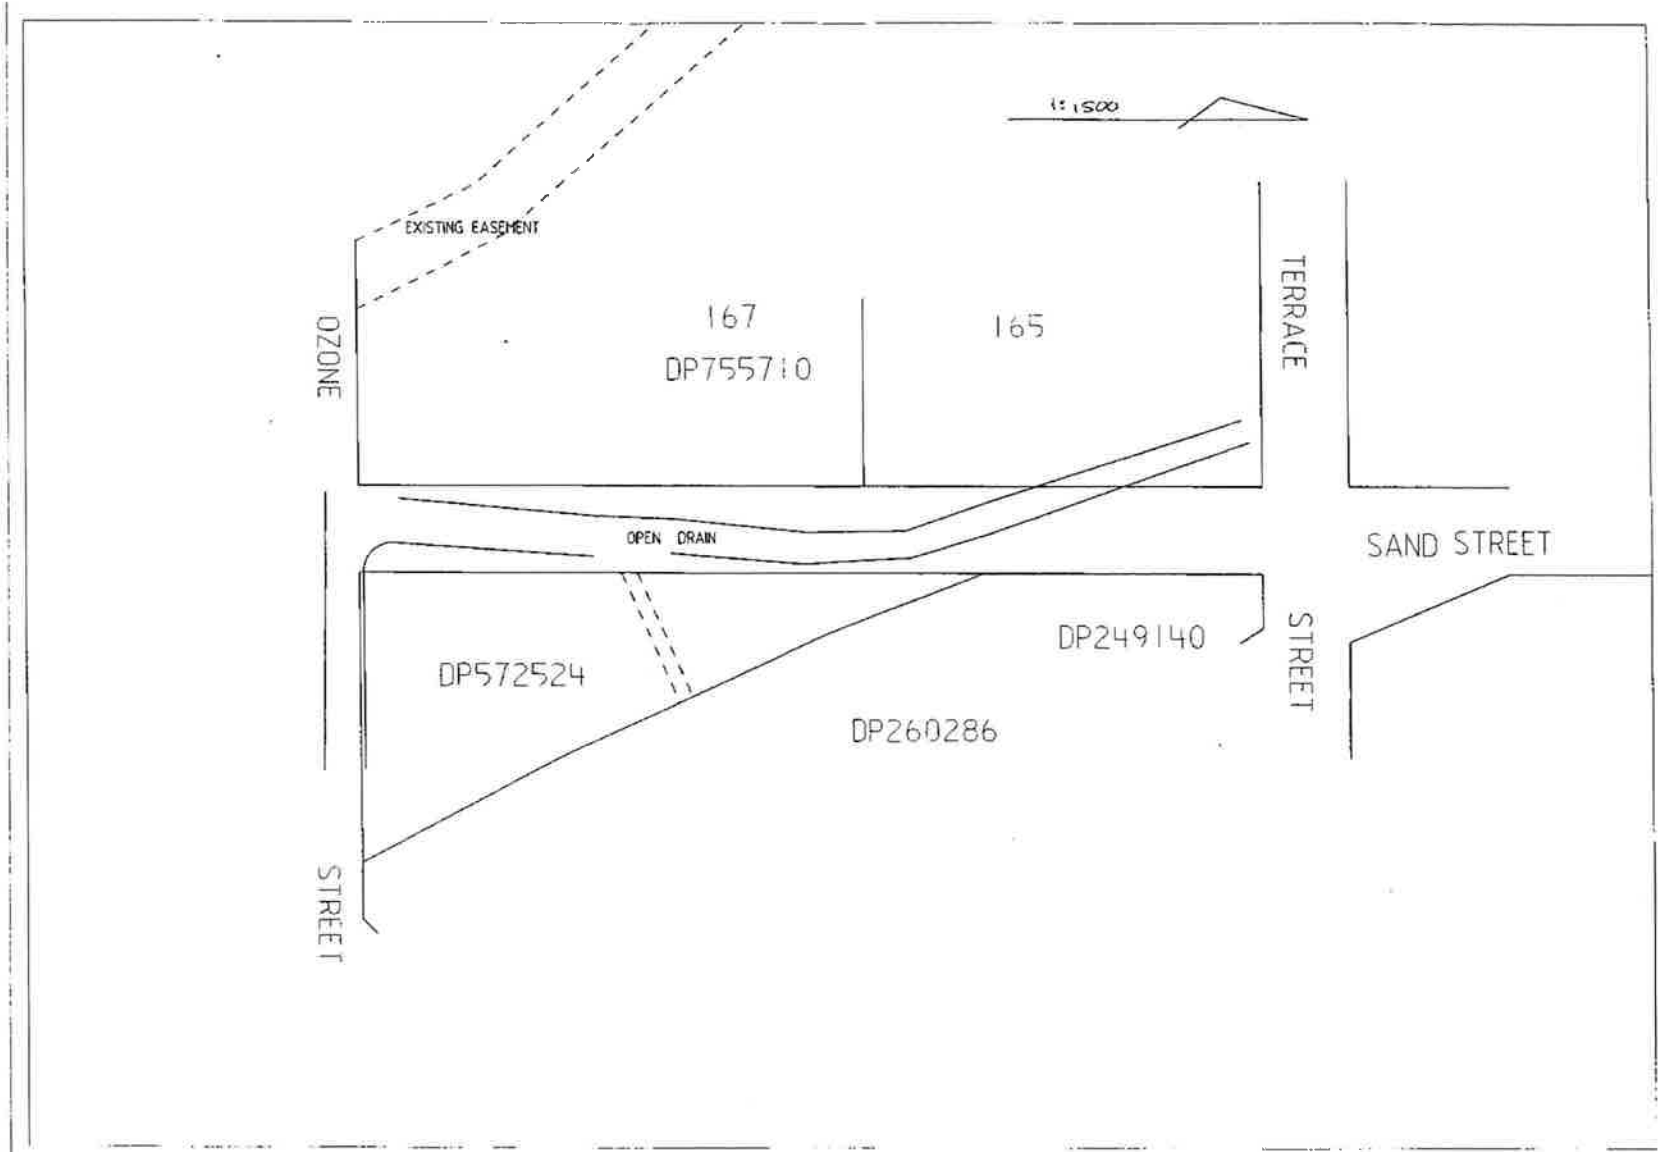 1:1500
EXISTING EASEMENT
OZONE
167
DP755710
165
TERRACE
OPEN DRAIN
SAND STREET
DP572524
DP249140
DP260286
STREET
STREET